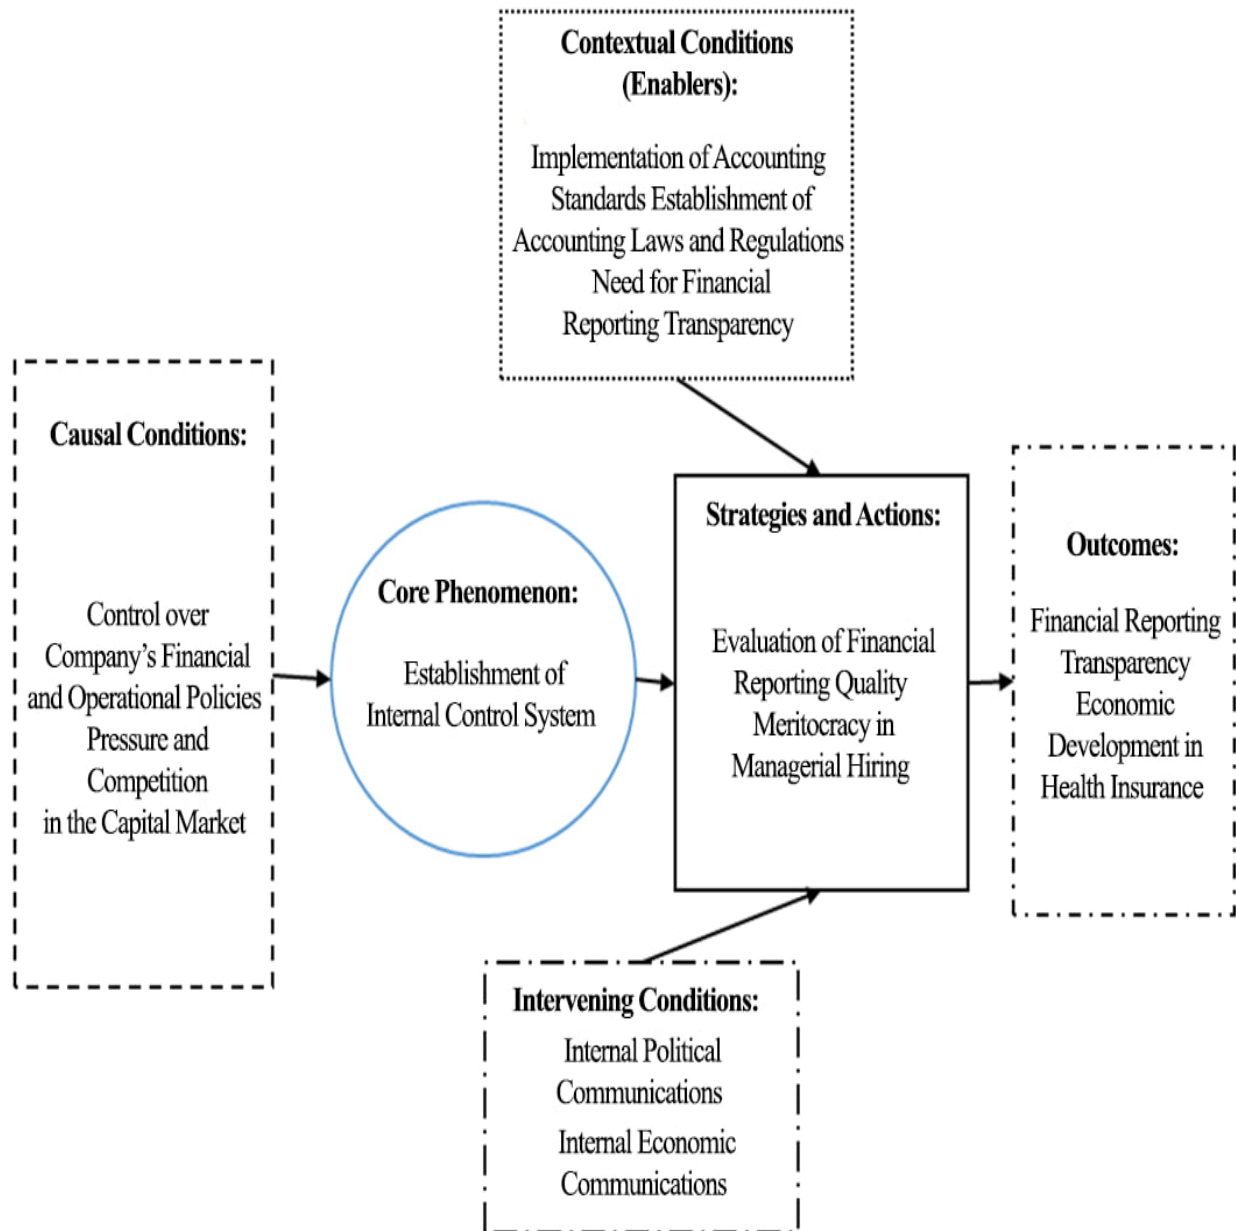 Contextual Conditions
(Enablers):
Implementation of Accounting
Standards Establishment of
Accounting Laws and Regulations
Need for Financial
Reporting Transparency
Causal Conditions:
Control over
Company's Financial
and Operational Policies
Pressure and
Competition
in the Capital Market
Core Phenomenon:
Establishment of
Internal Control System
Strategies and Actions:
Evaluation of Financial
Reporting Quality
Meritocracy in
Managerial Hiring
Outcomes:
Financial Reporting
Transparency
Economic
Development in
Health Insurance
Intervening Conditions:
Internal Political
Communications
Internal Economic
Communications